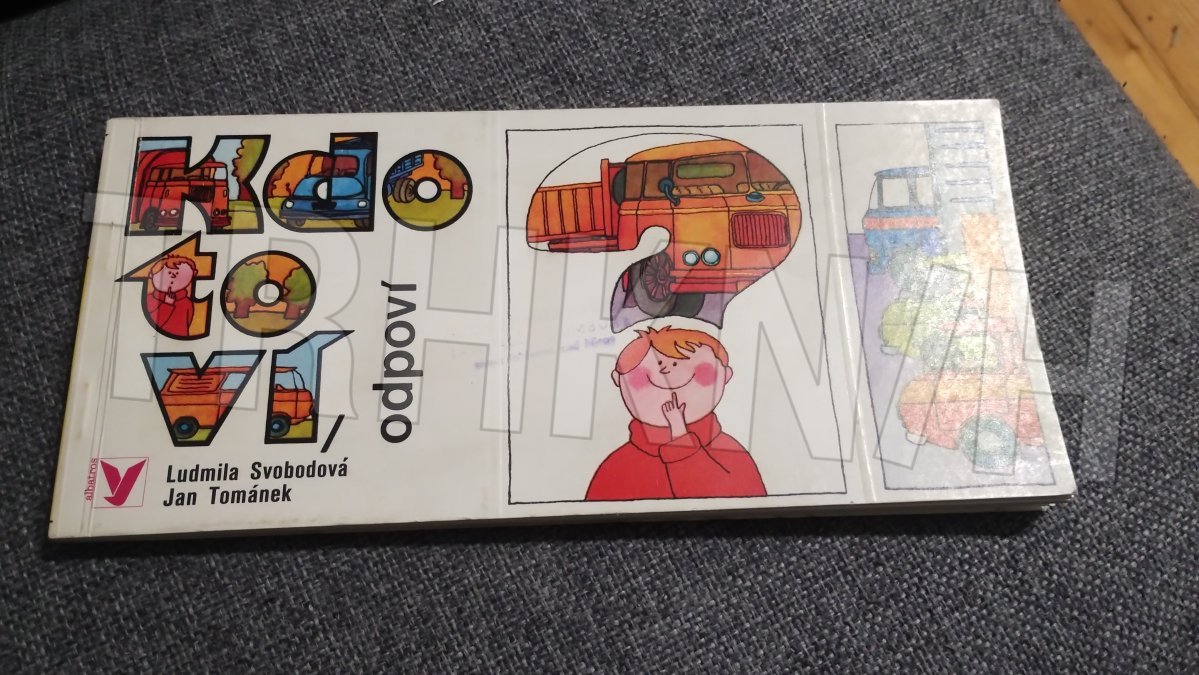 Kdo
to
ví,
odpoví
Ludmila Svobodová
Jan Tománek
albatros